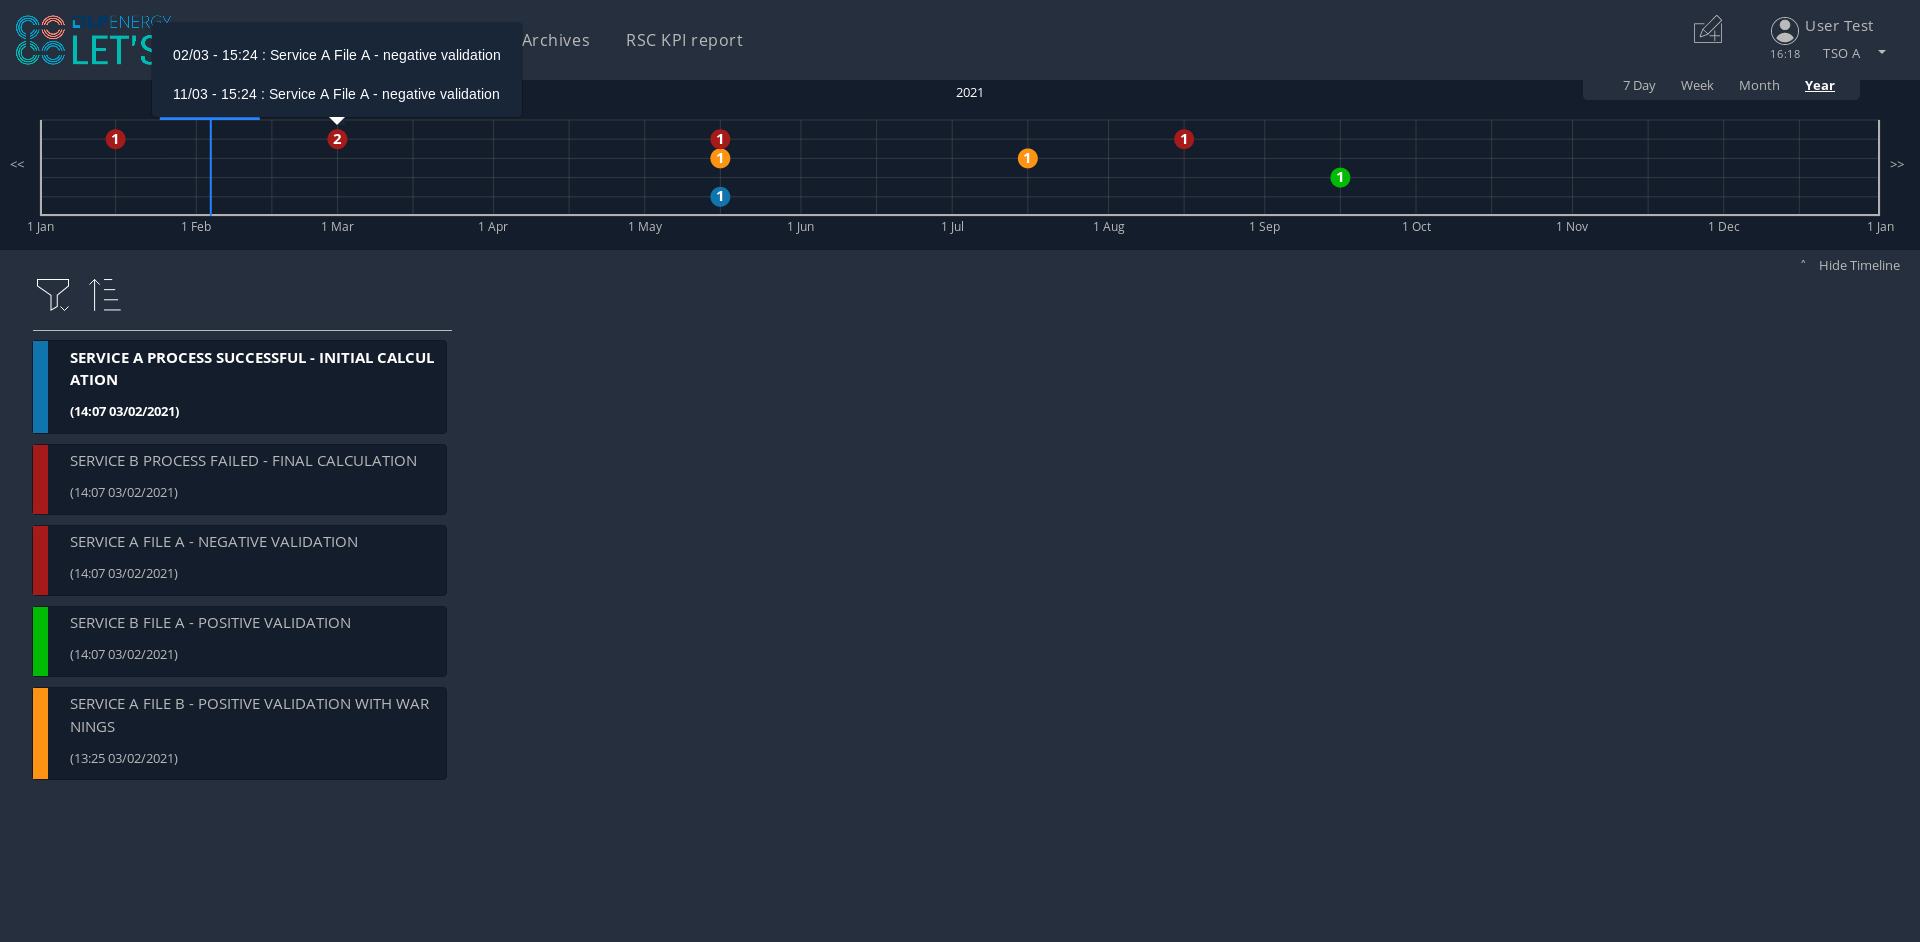 ENERGY
LET'S
Archives
RSC KPI report
User Test
16:18
TSO A
02/03 - 15:24 : Service A File A - negative validation
11/03 - 15:24 : Service A File A - negative validation
2021
7 Day
Week
Month
Year
<<
1
2
1
1
1
1
1
1
>>
1 Jan
1 Feb
1 Mar
1 Apr
1 May
1 Jun
1 Jul
1 Aug
1 Sep
1 Oct
1 Nov
1 Dec
1 Jan
Hide Timeline
SERVICE A PROCESS SUCCESSFUL - INITIAL CALCUL
ATION
(14:07 03/02/2021)
SERVICE B PROCESS FAILED - FINAL CALCULATION
(14:07 03/02/2021)
SERVICE A FILE A - NEGATIVE VALIDATION
(14:07 03/02/2021)
SERVICE B FILE A - POSITIVE VALIDATION
(14:07 03/02/2021)
SERVICE A FILE B - POSITIVE VALIDATION WITH WAR
NINGS
(13:25 03/02/2021)